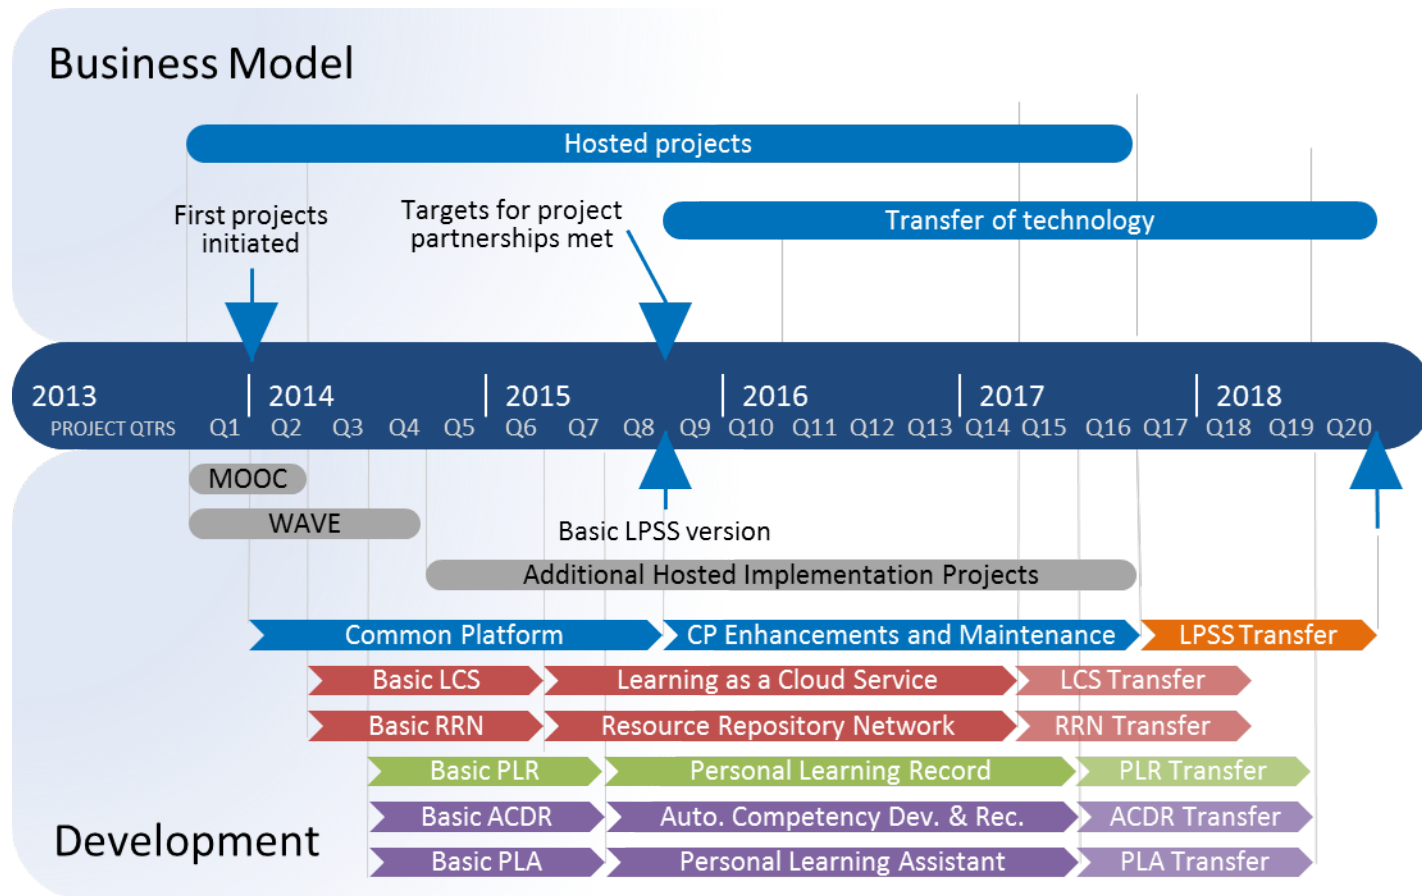 Business Model
Hosted projects
First projects
initiated
Targets for project
partnerships met
Transfer of technology
2013
2014
2015
2016
2017
2018
PROJECT QTRS Q1 Q2 Q3 Q4 Q5 Q6 Q7 Q8 Q9 Q10 Q11 Q12 Q13 Q14 Q15 Q16 Q17 Q18 Q19 Q20
MOOC
WAVE
Basic LPSS version
Additional Hosted Implementation Projects
Common Platform
CP Enhancements and Maintenance
LPSS Transfer
Basic LCS
Learning as a Cloud Service
LCS Transfer
Basic RRN
Resource Repository Network
RRN Transfer
Basic PLR
Personal Learning Record
PLR Transfer
Basic ACDR
Auto. Competency Dev. & Rec.
ACDR Transfer
Basic PLA
Personal Learning Assistant
PLA Transfer
Development